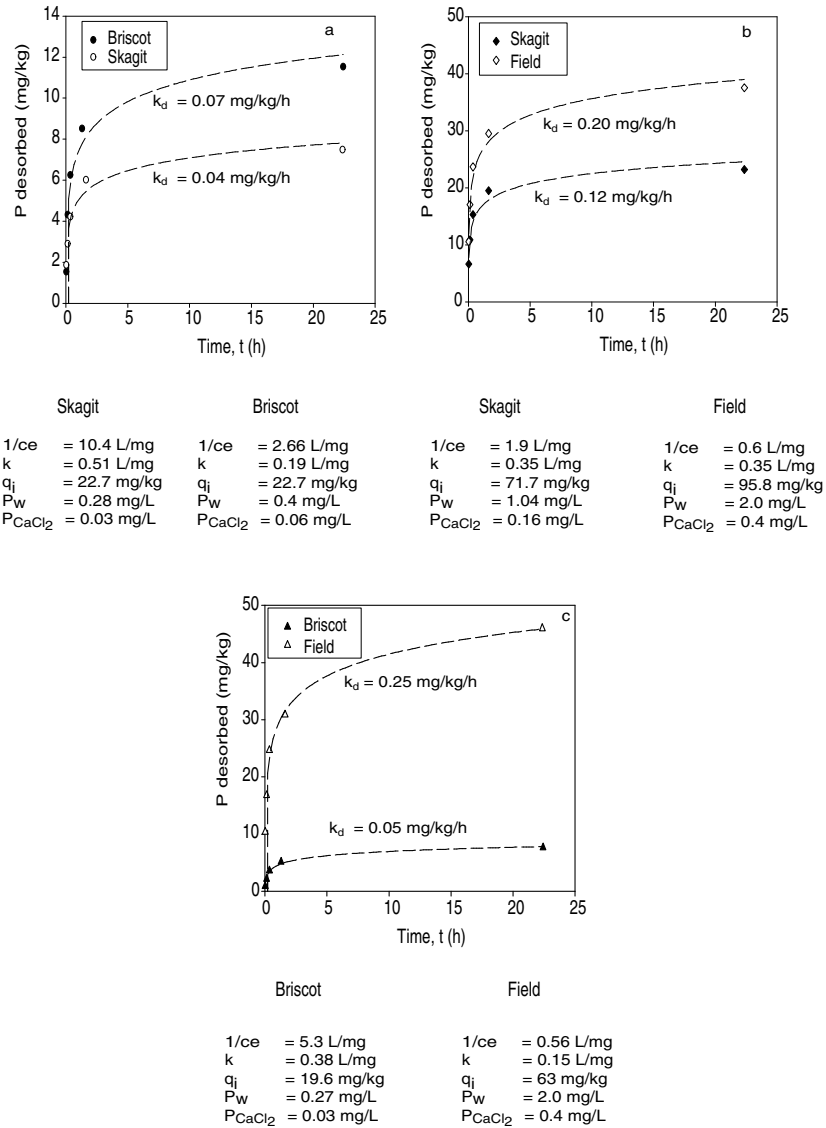 a
Briscot
Skagit
P desorbed (mg/kg)
14
12
10
8
6
4
2
0
k_d = 0.07 mg/kg/h
k_d = 0.04 mg/kg/h
0 5 10 15 20 25
Time, t (h)
b
Skagit
Field
P desorbed (mg/kg)
50
40
30
20
10
0
k_d = 0.20 mg/kg/h
k_d = 0.12 mg/kg/h
0 5 10 15 20 25
Time, t (h)
Skagit
1/ce = 10.4 L/mg
k = 0.51 L/mg
q_i = 22.7 mg/kg
P_W = 0.28 mg/L
P_CaCl_2 = 0.03 mg/L
Briscot
1/ce = 2.66 L/mg
k = 0.19 L/mg
q_i = 22.7 mg/kg
P_W = 0.4 mg/L
P_CaCl_2 = 0.06 mg/L
Skagit
1/ce = 1.9 L/mg
k = 0.35 L/mg
q_i = 71.7 mg/kg
P_W = 1.04 mg/L
P_CaCl_2 = 0.16 mg/L
Field
1/ce = 0.6 L/mg
k = 0.35 L/mg
q_i = 95.8 mg/kg
P_W = 2.0 mg/L
P_CaCl_2 = 0.4 mg/L
c
Briscot
Field
P desorbed (mg/kg)
50
40
30
20
10
0
k_d = 0.25 mg/kg/h
k_d = 0.05 mg/kg/h
0 5 10 15 20 25
Time, t (h)
Briscot
1/ce = 5.3 L/mg
k = 0.38 L/mg
q_i = 19.6 mg/kg
P_W = 0.27 mg/L
P_CaCl_2 = 0.03 mg/L
Field
1/ce = 0.56 L/mg
k = 0.15 L/mg
q_i = 63 mg/kg
P_W = 2.0 mg/L
P_CaCl_2 = 0.4 mg/L